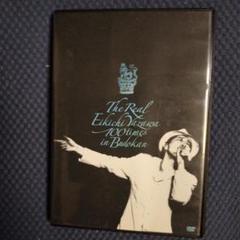 The Real
Eikichi Yazawa
100 times
in Budokan